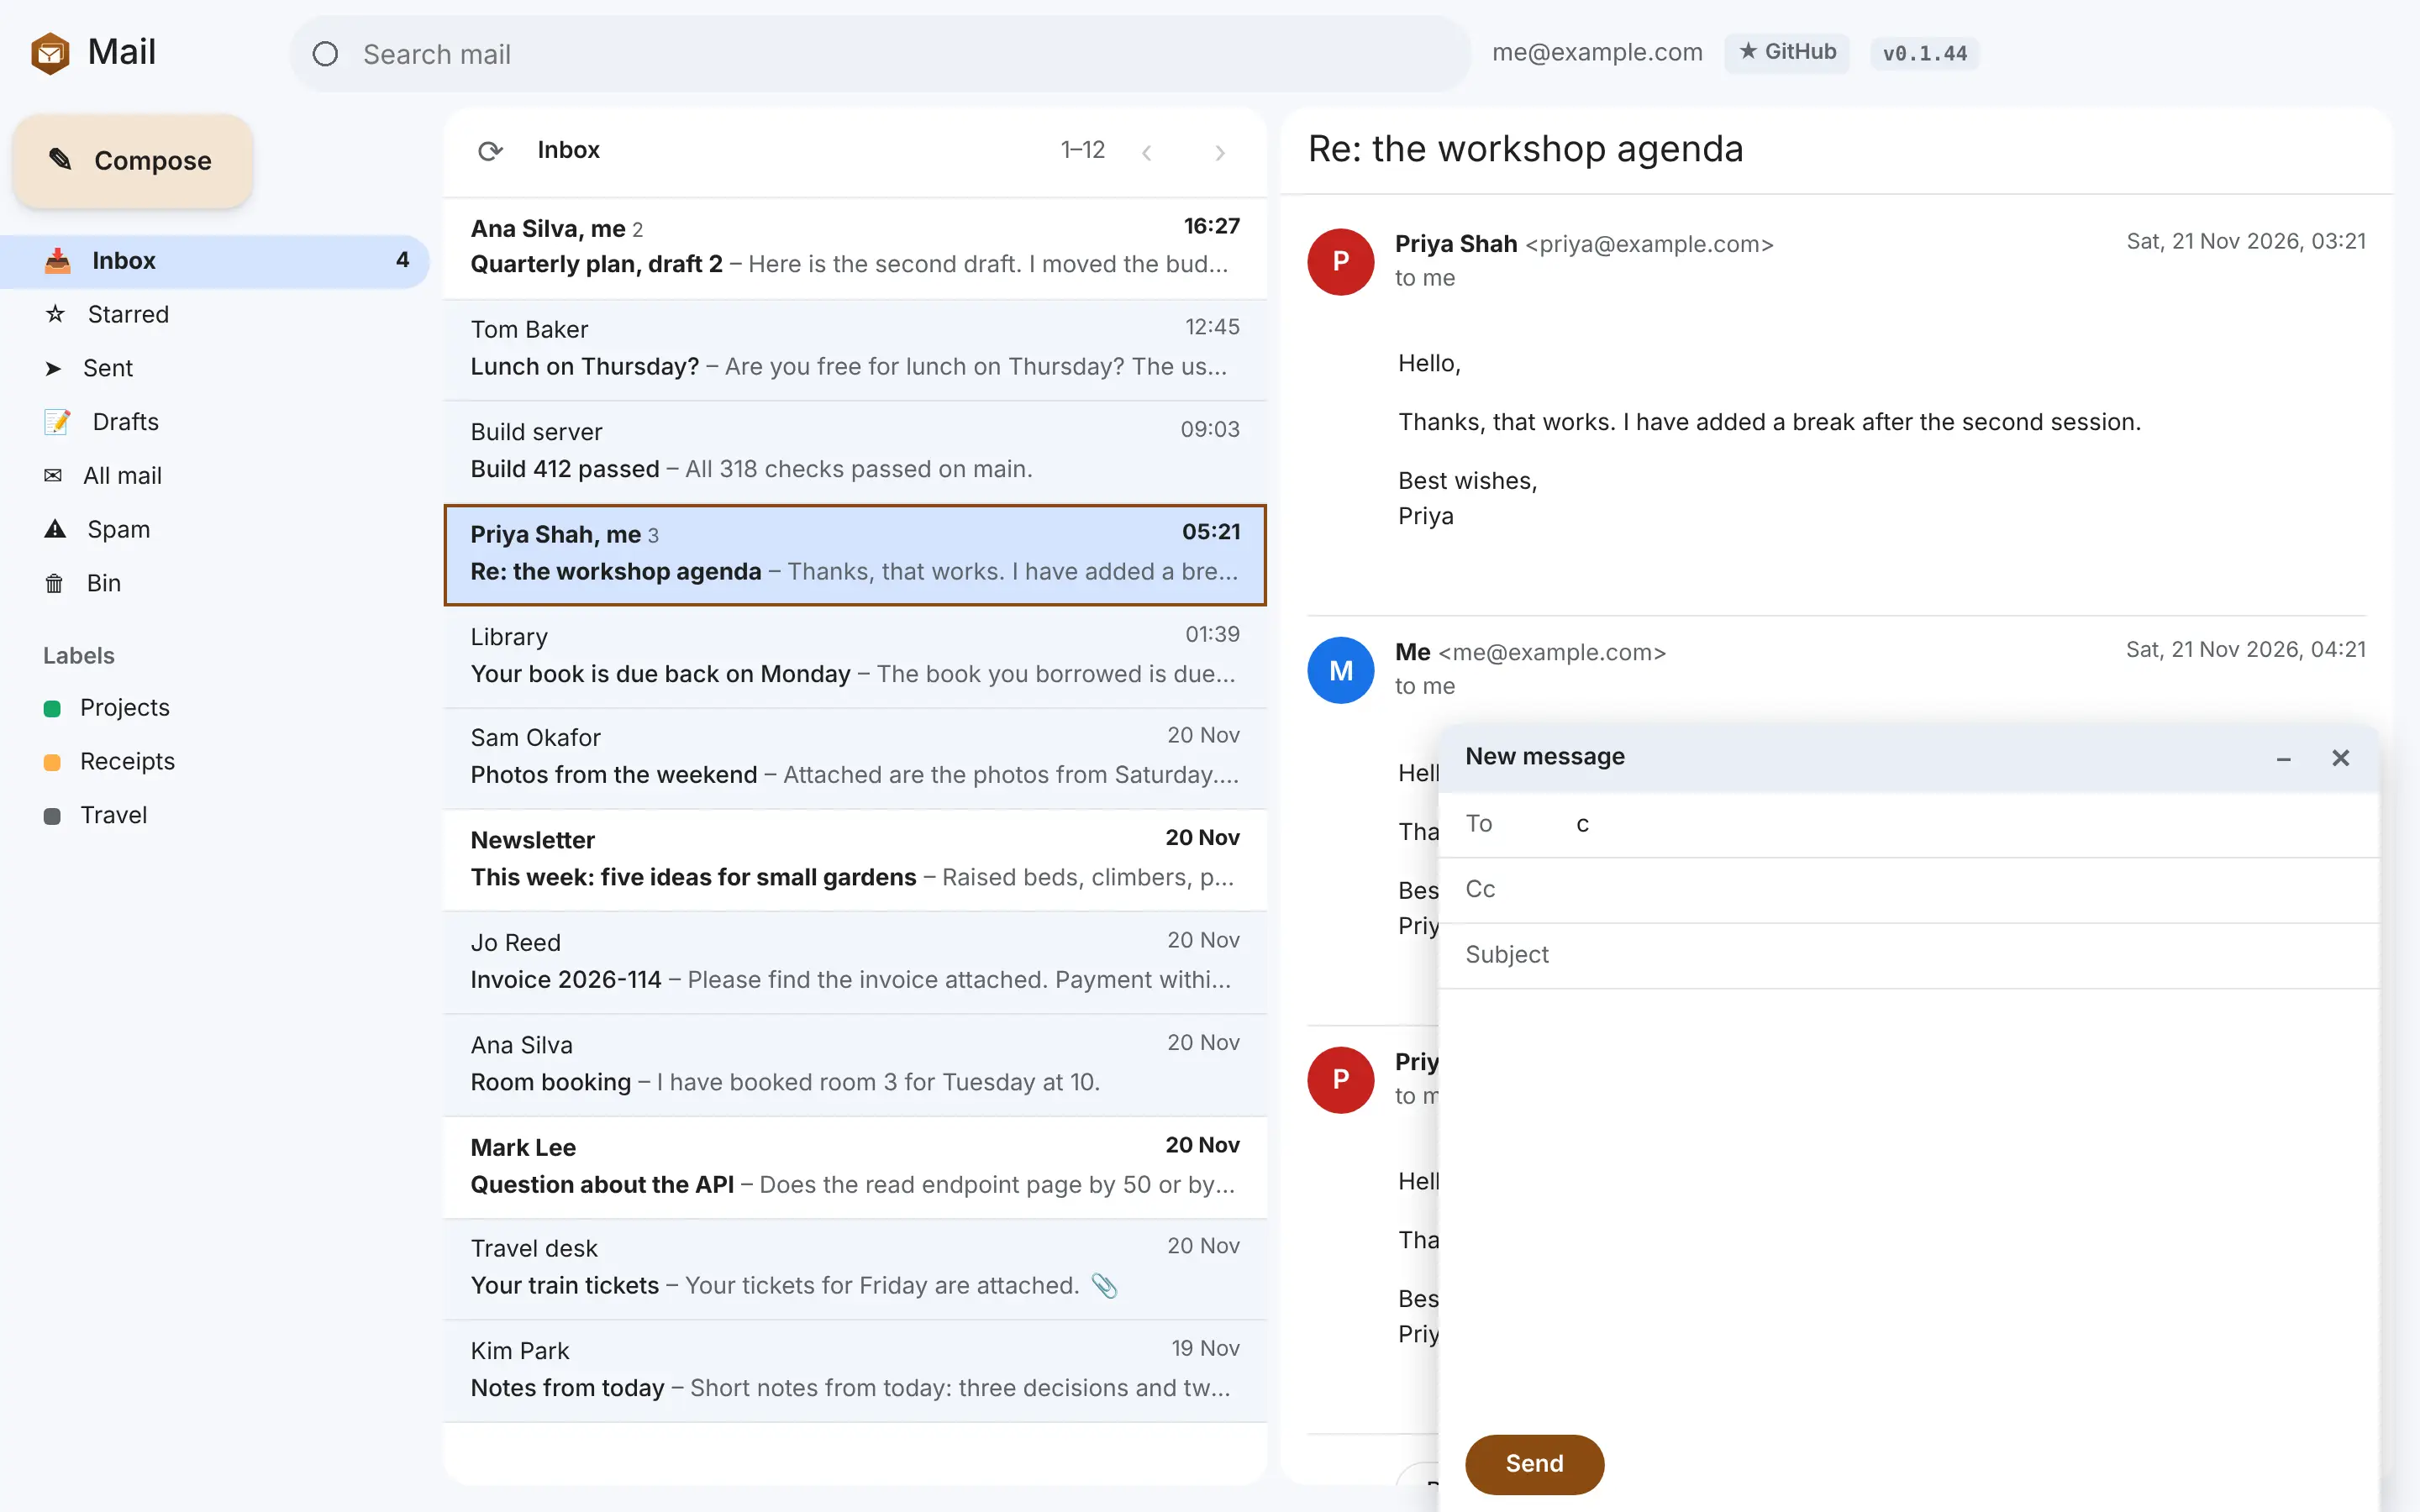 Mail
Search mail
me@example.com
★ GitHub
v0.1.44
Compose
Inbox 4
Starred
Sent
Drafts
All mail
Spam
Bin
Labels
Projects
Receipts
Travel
Inbox
1–12
Ana Silva, me 2 16:27
Quarterly plan, draft 2 – Here is the second draft. I moved the bud...
Tom Baker 12:45
Lunch on Thursday? – Are you free for lunch on Thursday? The us...
Build server 09:03
Build 412 passed – All 318 checks passed on main.
Priya Shah, me 3 05:21
Re: the workshop agenda – Thanks, that works. I have added a bre...
Library 01:39
Your book is due back on Monday – The book you borrowed is due...
Sam Okafor 20 Nov
Photos from the weekend – Attached are the photos from Saturday....
Newsletter 20 Nov
This week: five ideas for small gardens – Raised beds, climbers, p...
Jo Reed 20 Nov
Invoice 2026-114 – Please find the invoice attached. Payment withi...
Ana Silva 20 Nov
Room booking – I have booked room 3 for Tuesday at 10.
Mark Lee 20 Nov
Question about the API – Does the read endpoint page by 50 or by...
Travel desk 20 Nov
Your train tickets – Your tickets for Friday are attached.
Kim Park 19 Nov
Notes from today – Short notes from today: three decisions and tw...
Re: the workshop agenda
P
Priya Shah <priya@example.com> Sat, 21 Nov 2026, 03:21
to me
Hello,
Thanks, that works. I have added a break after the second session.
Best wishes,
Priya
M
Me <me@example.com> Sat, 21 Nov 2026, 04:21
to me
Hell
Tha
Bes
Priy
P
Priy
to m
Hell
Tha
Bes
Priy
New message
To c
Cc
Subject
Send